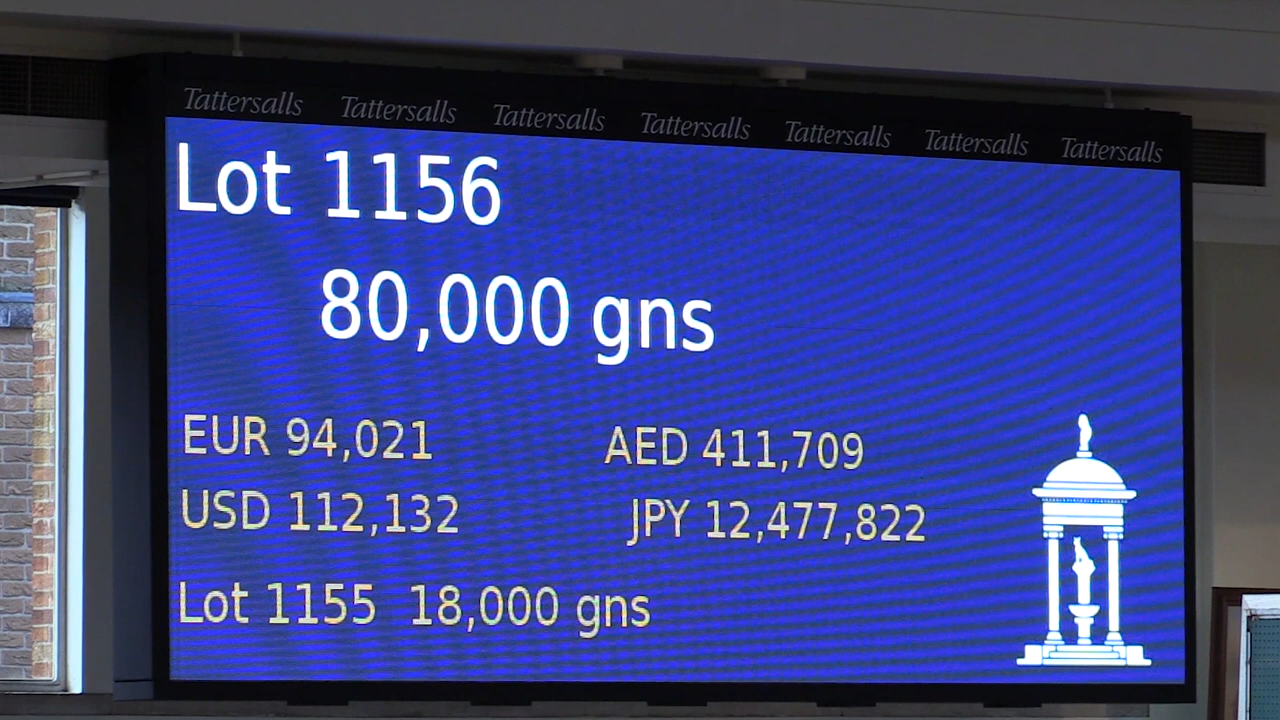 Tattersalls Tattersalls Tattersalls Tattersalls Tattersalls Tattersalls Tattersalls
Lot 1156
80,000 gns
EUR 94,021 AED 411,709
USD 112,132 JPY 12,477,822
Lot 1155 18,000 gns